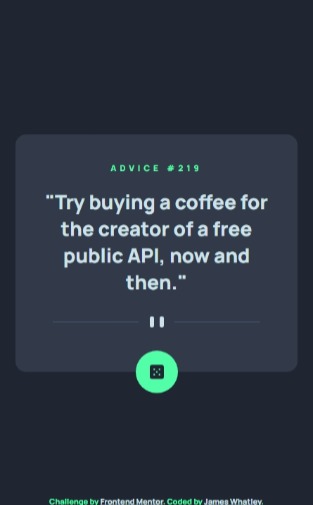 ADVICE #219
"Try buying a coffee for
the creator of a free
public API, now and
then."
Challenge by Frontend Mentor. Coded by James Whatley.